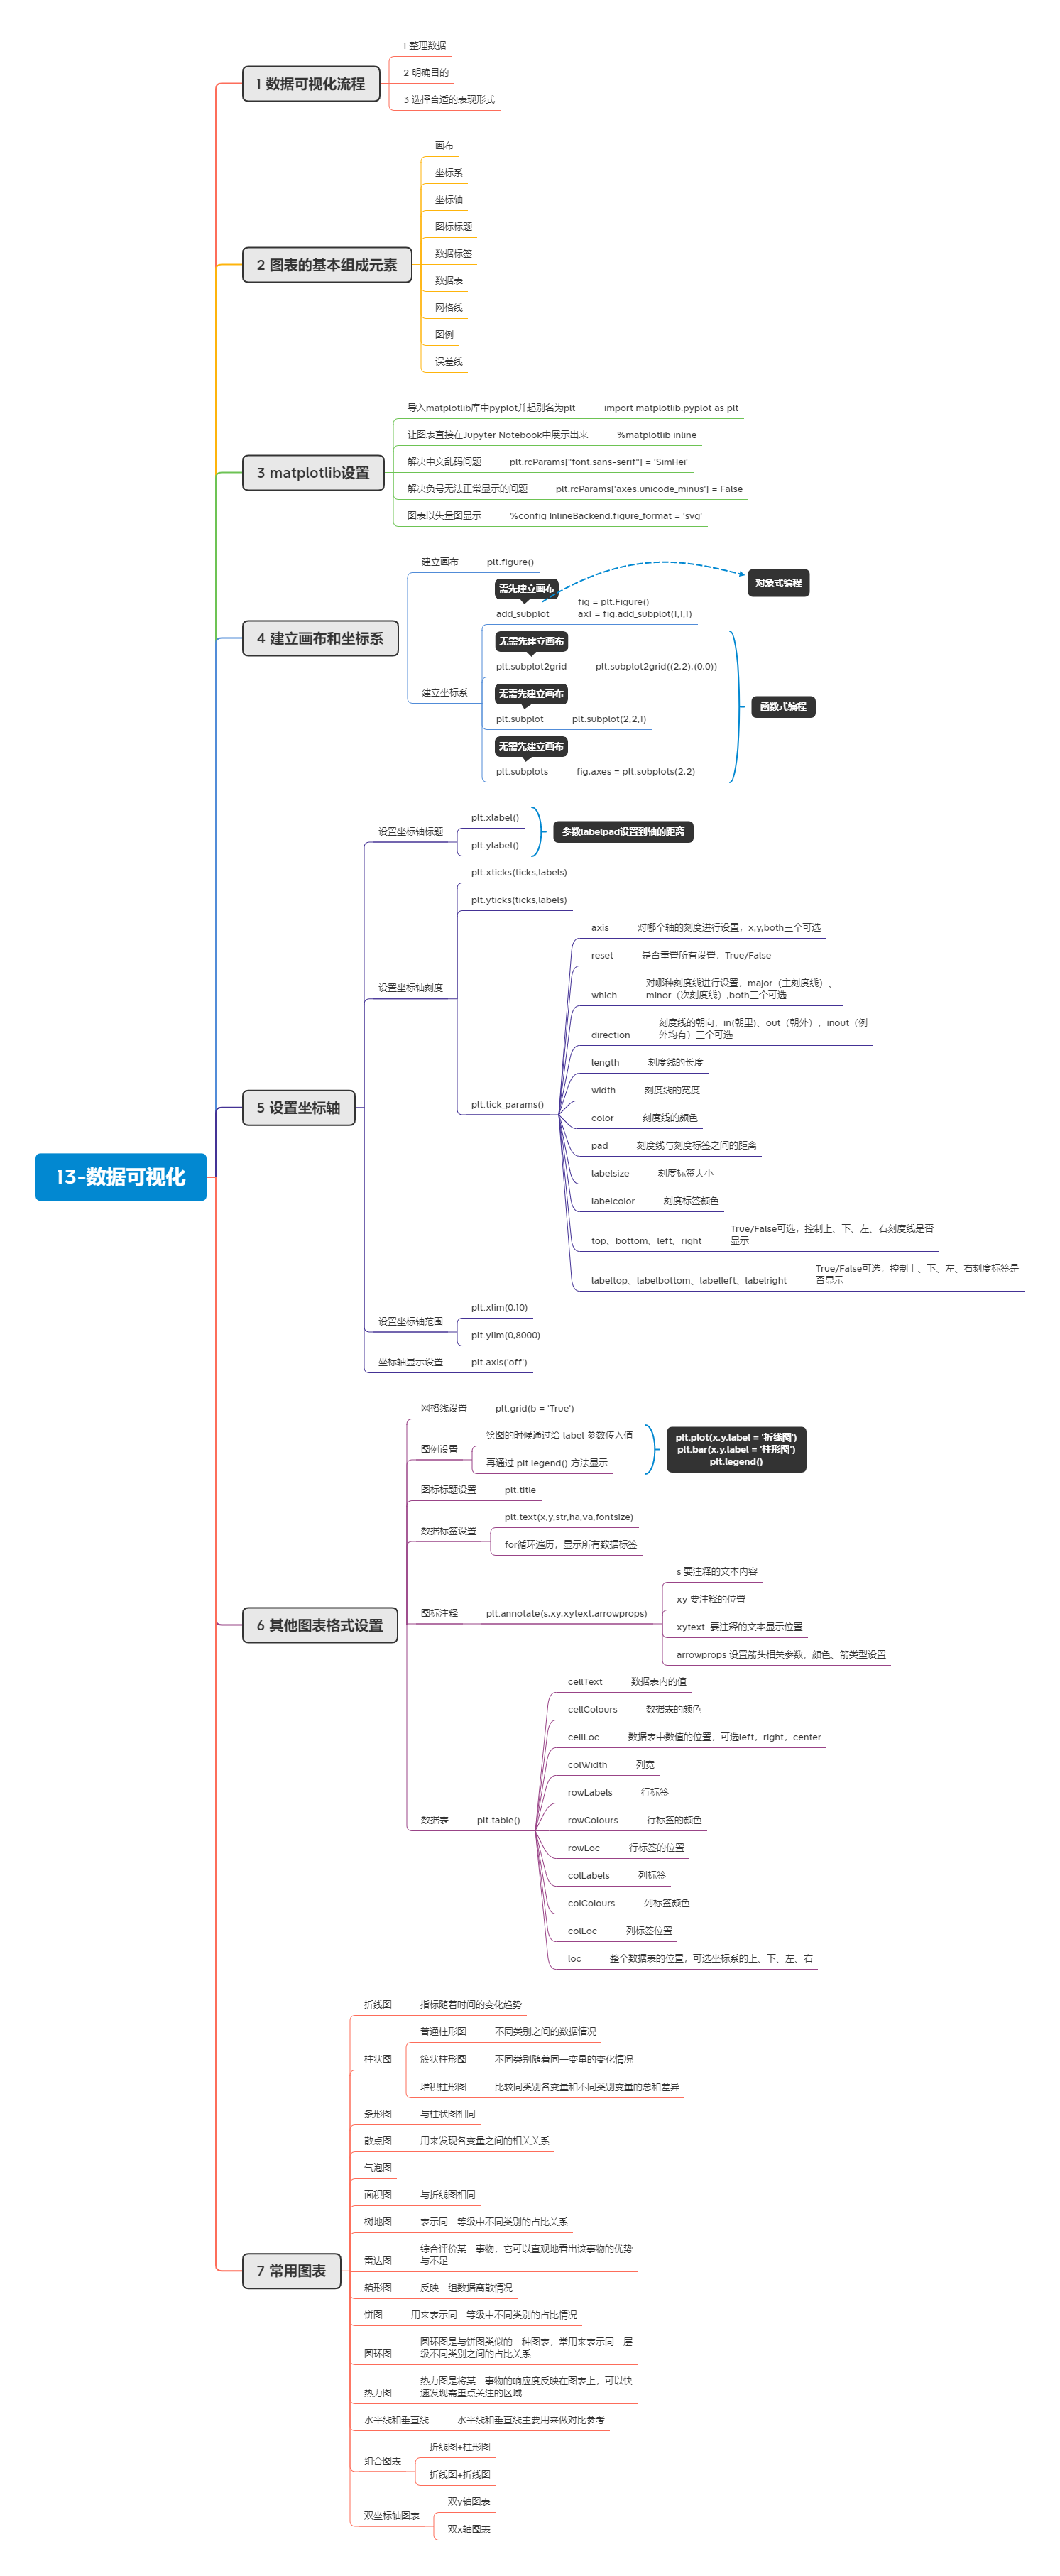 13-数据可视化
1 数据可视化流程
1 整理数据
2 明确目的
3 选择合适的表现形式
2 图表的基本组成元素
画布
坐标系
坐标轴
图标标题
数据标签
数据表
网格线
图例
误差线
3 matplotlib设置
导入matplotlib库中pyplot并起别名为plt
import matplotlib.pyplot as plt
让图表直接在Jupyter Notebook中展示出来
%matplotlib inline
解决中文乱码问题
plt.rcParams["font.sans-serif"] = 'SimHei'
解决负号无法正常显示的问题
plt.rcParams['axes.unicode_minus'] = False
图表以失量图显示
%config InlineBackend.figure_format = 'svg'
4 建立画布和坐标系
建立画布
plt.figure()
建立坐标系
需先建立画布
add_subplot
fig = plt.Figure()
ax1 = fig.add_subplot(1,1,1)
对象式编程
无需先建立画布
plt.subplot2grid
plt.subplot2grid((2,2),(0,0))
无需先建立画布
plt.subplot
plt.subplot(2,2,1)
无需先建立画布
plt.subplots
fig,axes = plt.subplots(2,2)
函数式编程
5 设置坐标轴
设置坐标轴标题
plt.xlabel()
plt.ylabel()
参数labelpad设置到轴的距离
设置坐标轴刻度
plt.xticks(ticks,labels)
plt.yticks(ticks,labels)
plt.tick_params()
axis
对哪个轴的刻度进行设置，x,y,both三个可选
reset
是否重置所有设置，True/False
which
对哪种刻度线进行设置，major（主刻度线）、
minor（次刻度线）,both三个可选
direction
刻度线的朝向，in(朝里)、out（朝外），inout（例
外均有）三个可选
length
刻度线的长度
width
刻度线的宽度
color
刻度线的颜色
pad
刻度线与刻度标签之间的距离
labelsize
刻度标签大小
labelcolor
刻度标签颜色
top、bottom、left、right
True/False可选，控制上、下、左、右刻度线是否
显示
labeltop、labelbottom、labelleft、labelright
True/False可选，控制上、下、左、右刻度标签是
否显示
设置坐标轴范围
plt.xlim(0,10)
plt.ylim(0,8000)
坐标轴显示设置
plt.axis('off')
6 其他图表格式设置
网格线设置
plt.grid(b = 'True')
图例设置
绘图的时候通过给 label 参数传入值
再通过 plt.legend() 方法显示
plt.plot(x,y,label = '折线图')
plt.bar(x,y,label = '柱形图')
plt.legend()
图标标题设置
plt.title
数据标签设置
plt.text(x,y,str,ha,va,fontsize)
for循环遍历，显示所有数据标签
图标注释
plt.annotate(s,xy,xytext,arrowprops)
s 要注释的文本内容
xy 要注释的位置
xytext 要注释的文本显示位置
arrowprops 设置箭头相关参数，颜色、箭类型设置
数据表
plt.table()
cellText
数据表内的值
cellColours
数据表的颜色
cellLoc
数据表中数值的位置，可选left，right，center
colWidth
列宽
rowLabels
行标签
rowColours
行标签的颜色
rowLoc
行标签的位置
colLabels
列标签
colColours
列标签颜色
colLoc
列标签位置
loc
整个数据表的位置，可选坐标系的上、下、左、右
7 常用图表
折线图
指标随着时间的变化趋势
柱状图
普通柱形图
不同类别之间的数据情况
簇状柱形图
不同类别随着同一变量的变化情况
堆积柱形图
比较同类别各变量和不同类别变量的总和差异
条形图
与柱状图相同
散点图
用来发现各变量之间的相关关系
气泡图
面积图
与折线图相同
树地图
表示同一等级中不同类别的占比关系
雷达图
综合评价某一事物，它可以直观地看出该事物的优势
与不足
箱形图
反映一组数据离散情况
饼图
用来表示同一等级中不同类别的占比情况
圆环图
圆环图是与饼图类似的一种图表，常用来表示同一层
级不同类别之间的占比关系
热力图
热力图是将某一事物的响应度反映在图表上，可以快
速发现需重点关注的区域
水平线和垂直线
水平线和垂直线主要用来做对比参考
组合图表
折线图+柱形图
折线图+折线图
双坐标轴图表
双y轴图表
双x轴图表